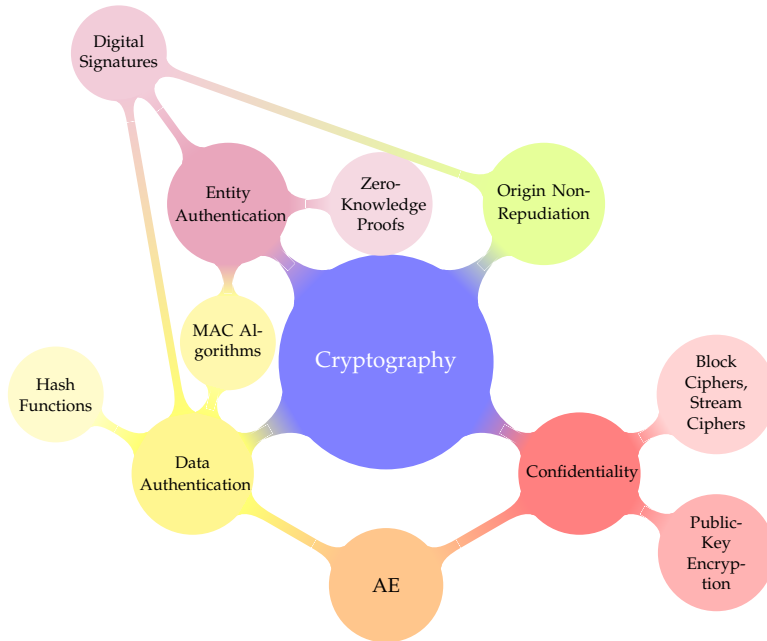 Digital
Signatures
Entity
Authentication
Zero-
Knowledge
Proofs
Origin Non-
Repudiation
MAC Al-
gorithms
Cryptography
Hash
Functions
Block
Ciphers,
Stream
Ciphers
Data
Authentication
Confidentiality
Public-
Key
Encryp-
tion
AE